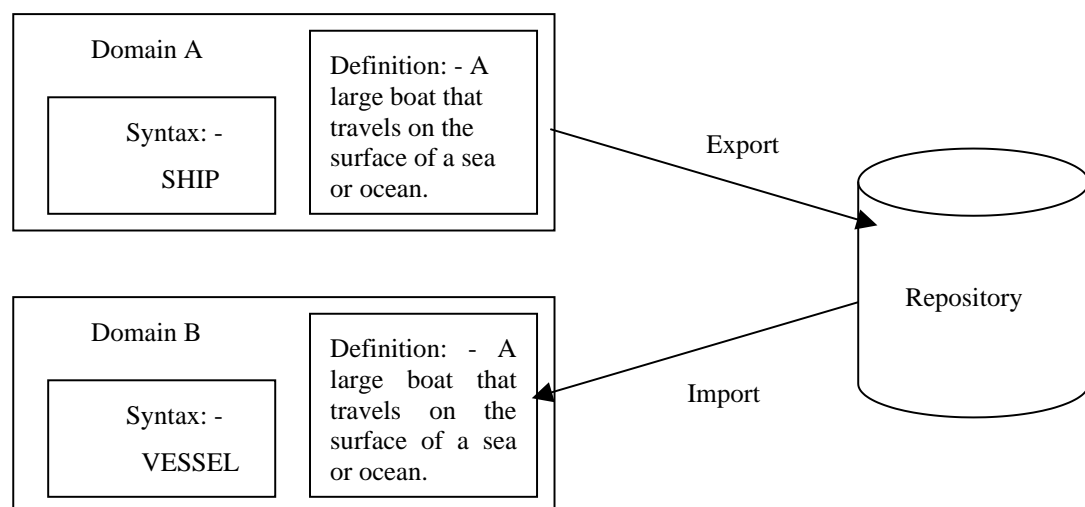 Domain A
Syntax: -
SHIP
Definition: - A
large boat that
travels on the
surface of a sea
or ocean.
Export
Repository
Domain B
Syntax: -
VESSEL
Definition: - A
large boat that
travels on the
surface of a sea
or ocean.
Import